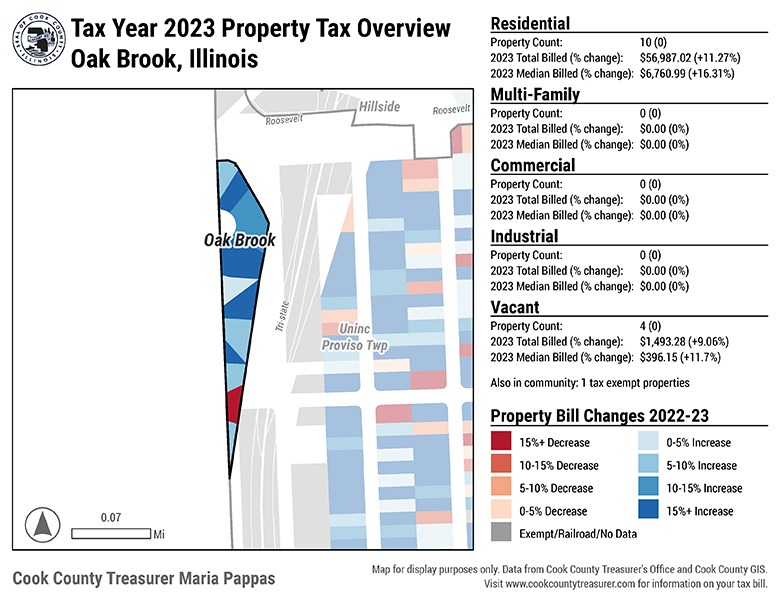 Tax Year 2023 Property Tax Overview
Oak Brook, Illinois
Hillside
Roosevelt
Roosevelt
Oak Brook
Tri-state
Uninc
Proviso Twp
0.07
Mi
Residential
Property Count: 10 (0)
2023 Total Billed (% change): $56,987.02 (+11.27%)
2023 Median Billed (% change): $6,760.99 (+16.31%)
Multi-Family
Property Count: 0 (0)
2023 Total Billed (% change): $0.00 (0%)
2023 Median Billed (% change): $0.00 (0%)
Commercial
Property Count: 0 (0)
2023 Total Billed (% change): $0.00 (0%)
2023 Median Billed (% change): $0.00 (0%)
Industrial
Property Count: 0 (0)
2023 Total Billed (% change): $0.00 (0%)
2023 Median Billed (% change): $0.00 (0%)
Vacant
Property Count: 4 (0)
2023 Total Billed (% change): $1,493.28 (+9.06%)
2023 Median Billed (% change): $396.15 (+11.7%)
Also in community: 1 tax exempt properties
Property Bill Changes 2022-23
15%+ Decrease
10-15% Decrease
5-10% Decrease
0-5% Decrease
Exempt/Railroad/No Data
0-5% Increase
5-10% Increase
10-15% Increase
15%+ Increase
Cook County Treasurer Maria Pappas
Map for display purposes only. Data from Cook County Treasurer's Office and Cook County GIS.
Visit www.cookcountytreasurer.com for information on your tax bill.